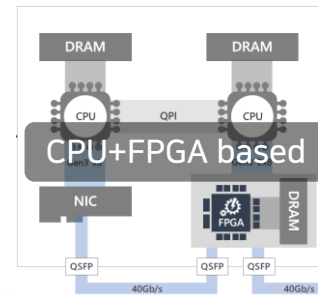 DRAM DRAM
CPU QPI CPU
CPU+FPGA based
NIC
FPGA
DRAM
QSFP QSFP QSFP
40Gb/s 40Gb/s